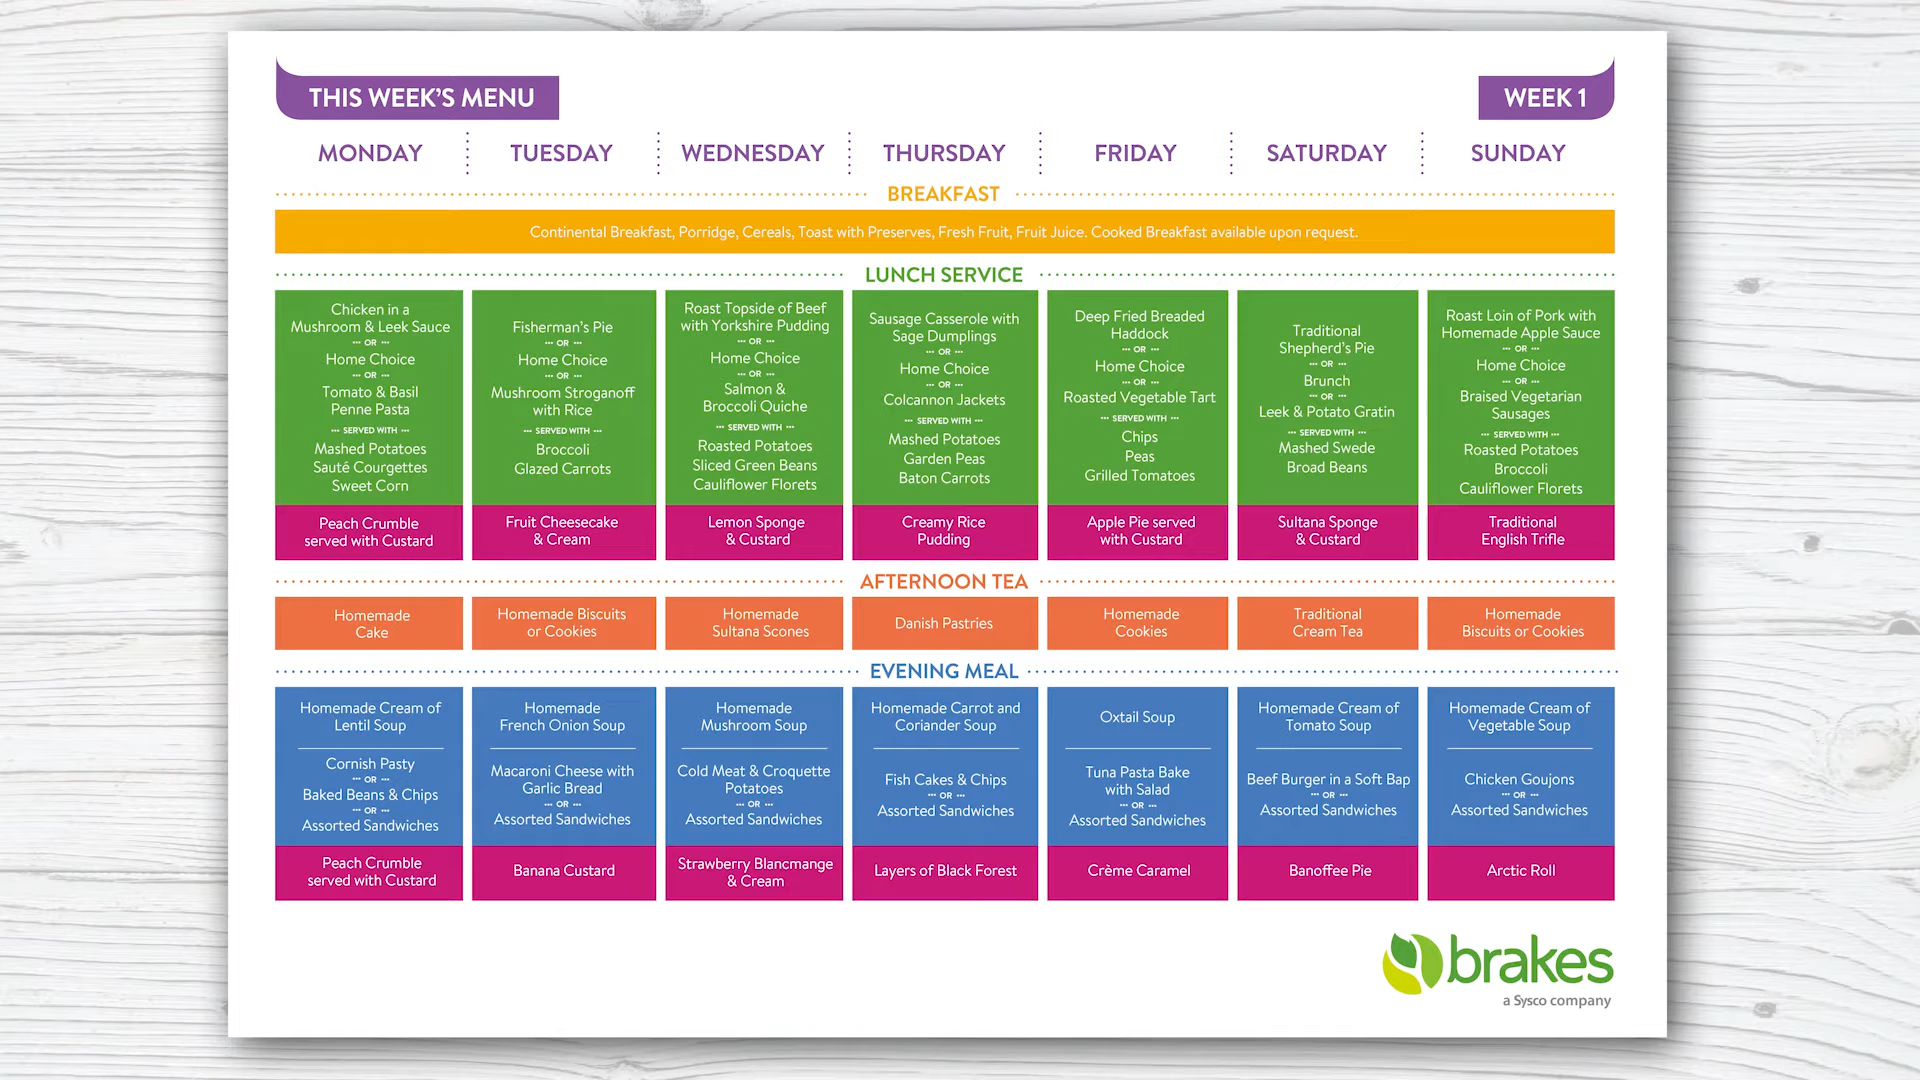 THIS WEEK'S MENU
WEEK 1
MONDAY
TUESDAY
WEDNESDAY
THURSDAY
FRIDAY
SATURDAY
SUNDAY
BREAKFAST
Continental Breakfast, Porridge, Cereals, Toast with Preserves, Fresh Fruit, Fruit Juice. Cooked Breakfast available upon request.
LUNCH SERVICE
Chicken in a
Mushroom & Leek Sauce
OR
Home Choice
OR
Tomato & Basil
Penne Pasta
SERVED WITH
Mashed Potatoes
Sauté Courgettes
Sweet Corn
Peach Crumble
served with Custard
Fisherman's Pie
OR
Home Choice
OR
Mushroom Stroganoff
with Rice
SERVED WITH
Broccoli
Glazed Carrots
Fruit Cheesecake
& Cream
Roast Topside of Beef
with Yorkshire Pudding
OR
Home Choice
OR
Salmon &
Broccoli Quiche
SERVED WITH
Roasted Potatoes
Sliced Green Beans
Cauliflower Florets
Lemon Sponge
& Custard
Sausage Casserole with
Sage Dumplings
OR
Home Choice
OR
Colcannon Jackets
SERVED WITH
Mashed Potatoes
Garden Peas
Baton Carrots
Creamy Rice
Pudding
Deep Fried Breaded
Haddock
OR
Home Choice
OR
Roasted Vegetable Tart
SERVED WITH
Chips
Peas
Grilled Tomatoes
Apple Pie served
with Custard
Traditional
Shepherd's Pie
OR
Brunch
OR
Leek & Potato Gratin
SERVED WITH
Mashed Swede
Broad Beans
Sultana Sponge
& Custard
Roast Loin of Pork with
Homemade Apple Sauce
OR
Home Choice
OR
Braised Vegetarian
Sausages
SERVED WITH
Roasted Potatoes
Broccoli
Cauliflower Florets
Traditional
English Trifle
AFTERNOON TEA
Homemade
Cake
Homemade Biscuits
or Cookies
Homemade
Sultana Scones
Danish Pastries
Homemade
Cookies
Traditional
Cream Tea
Homemade
Biscuits or Cookies
EVENING MEAL
Homemade Cream of
Lentil Soup
Cornish Pasty
OR
Baked Beans & Chips
OR
Assorted Sandwiches
Peach Crumble
served with Custard
Homemade
French Onion Soup
Macaroni Cheese with
Garlic Bread
OR
Assorted Sandwiches
Banana Custard
Homemade
Mushroom Soup
Cold Meat & Croquette
Potatoes
OR
Assorted Sandwiches
Strawberry Blancmange
& Cream
Homemade Carrot and
Coriander Soup
Fish Cakes & Chips
OR
Assorted Sandwiches
Layers of Black Forest
Oxtail Soup
Tuna Pasta Bake
with Salad
OR
Assorted Sandwiches
Crème Caramel
Homemade Cream of
Tomato Soup
Beef Burger in a Soft Bap
OR
Assorted Sandwiches
Banoffee Pie
Homemade Cream of
Vegetable Soup
Chicken Goujons
OR
Assorted Sandwiches
Arctic Roll
brakes
a Sysco company